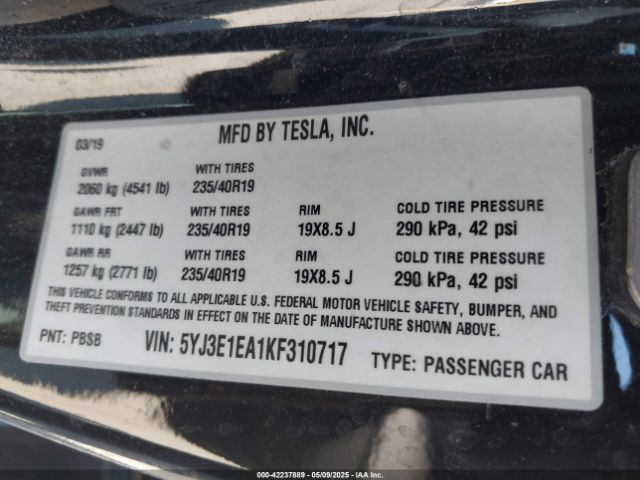 03/19 MFD BY TESLA, INC.
GVWR WITH TIRES
2060 kg (4541 lb) 235/40R19
GAWR FRT WITH TIRES RIM COLD TIRE PRESSURE
1110 kg (2447 lb) 235/40R19 19X8.5 J 290 kPa, 42 psi
GAWR RR WITH TIRES RIM COLD TIRE PRESSURE
1257 kg (2771 lb) 235/40R19 19X8.5 J 290 kPa, 42 psi
THIS VEHICLE CONFORMS TO ALL APPLICABLE U.S. FEDERAL MOTOR VEHICLE SAFETY, BUMPER, AND
THEFT PREVENTION STANDARDS IN EFFECT ON THE DATE OF MANUFACTURE SHOWN ABOVE.
PNT: PBSB VIN: 5YJ3E1EA1KF310717 TYPE: PASSENGER CAR
000-42237889 - 05/09/2025 - IAAI.COM